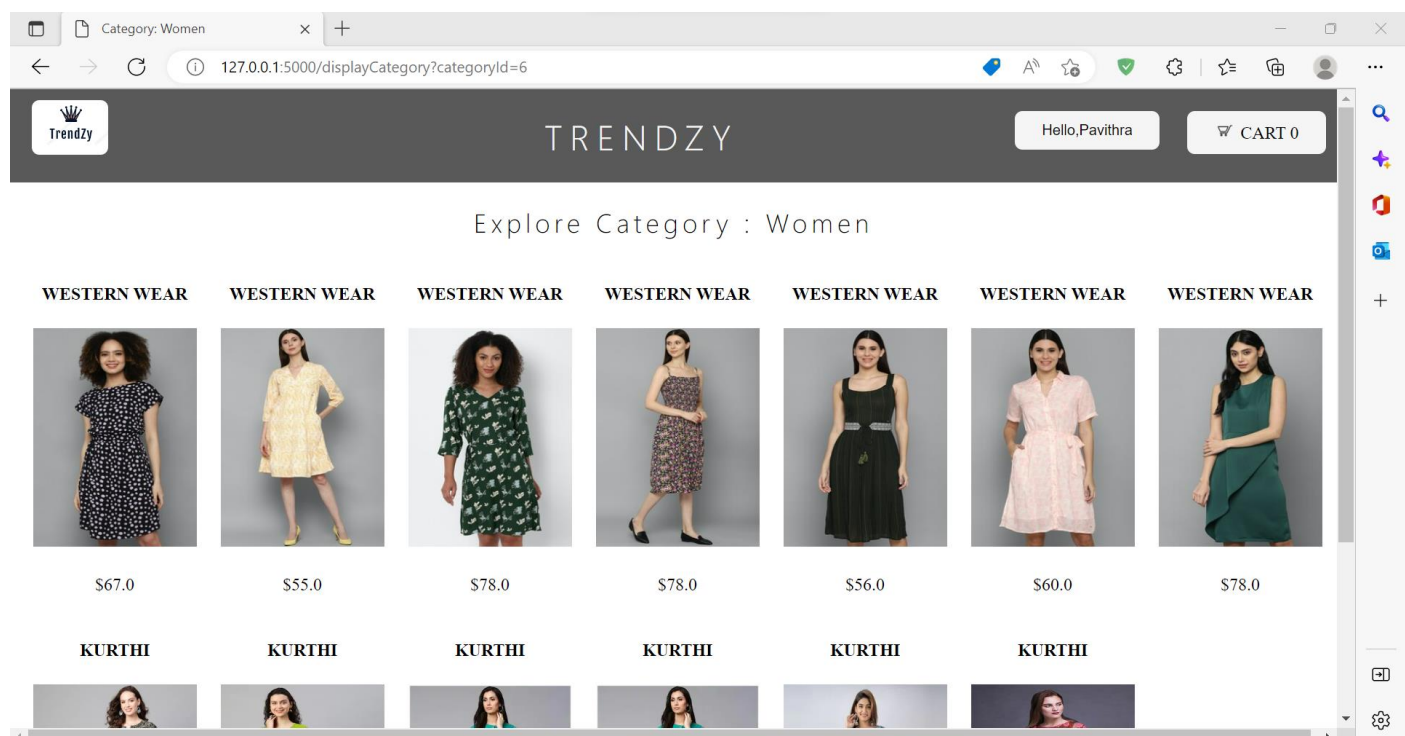 Category: Women
127.0.0.1:5000/displayCategory?categoryId=6
TrendZy
TRENDZY
Hello,Pavithra
CART 0
Explore Category : Women
WESTERN WEAR WESTERN WEAR WESTERN WEAR WESTERN WEAR WESTERN WEAR WESTERN WEAR WESTERN WEAR
$67.0 $55.0 $78.0 $78.0 $56.0 $60.0 $78.0
KURTHI KURTHI KURTHI KURTHI KURTHI KURTHI